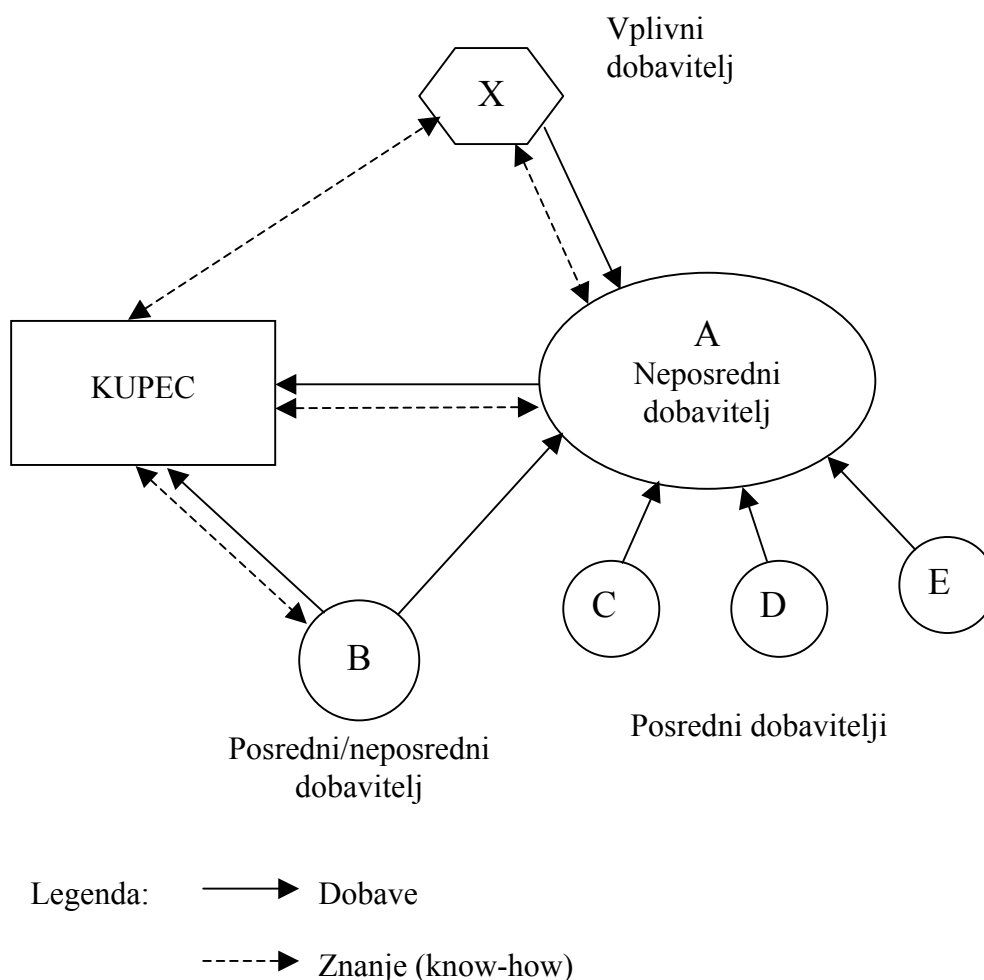 Vplivni
dobavitelj
X
A
Neposredni
dobavitelj
KUPEC
C
D
E
B
Posredni dobavitelji
Posredni/neposredni
dobavitelj
Legenda:
Dobave
Znanje (know-how)